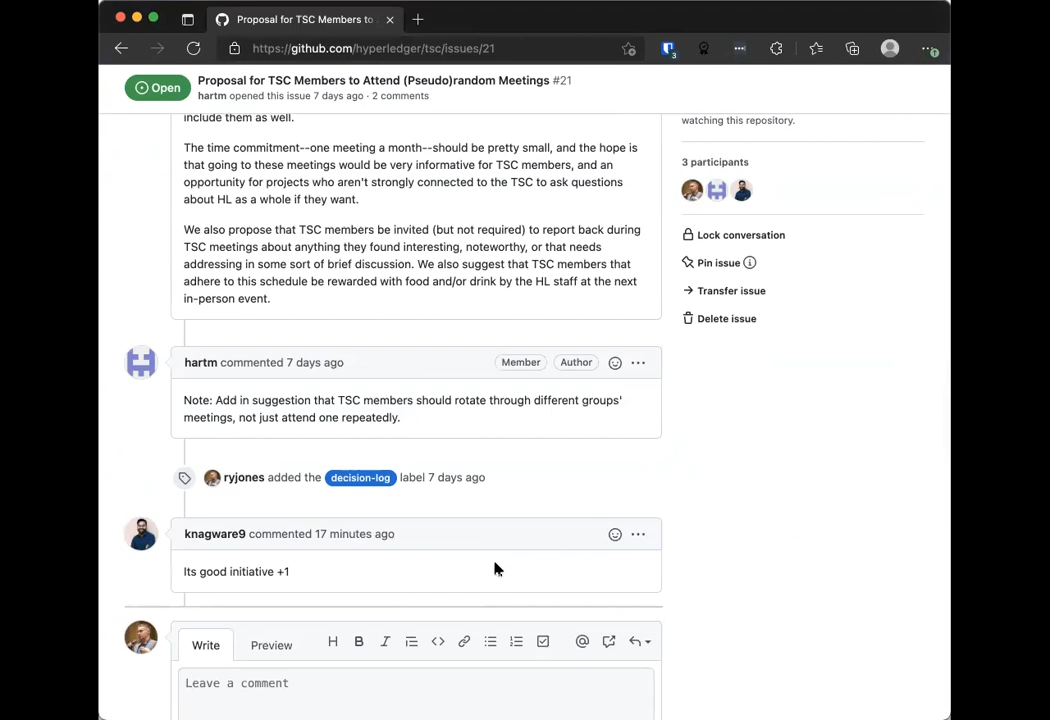 Proposal for TSC Members to
https://github.com/hyperledger/tsc/issues/21
3
Open
Proposal for TSC Members to Attend (Pseudo)random Meetings #21
hartm opened this issue 7 days ago · 2 comments
include them as well.
The time commitment--one meeting a month--should be pretty small, and the hope is
that going to these meetings would be very informative for TSC members, and an
opportunity for projects who aren't strongly connected to the TSC to ask questions
about HL as a whole if they want.
We also propose that TSC members be invited (but not required) to report back during
TSC meetings about anything they found interesting, noteworthy, or that needs
addressing in some sort of brief discussion. We also suggest that TSC members that
adhere to this schedule be rewarded with food and/or drink by the HL staff at the next
in-person event.
watching this repository.
3 participants
Lock conversation
Pin issue
Transfer issue
Delete issue
hartm commented 7 days ago
Member
Author
Note: Add in suggestion that TSC members should rotate through different groups'
meetings, not just attend one repeatedly.
ryjones added the decision-log label 7 days ago
knagware9 commented 17 minutes ago
Its good initiative +1
Write
Preview
Leave a comment